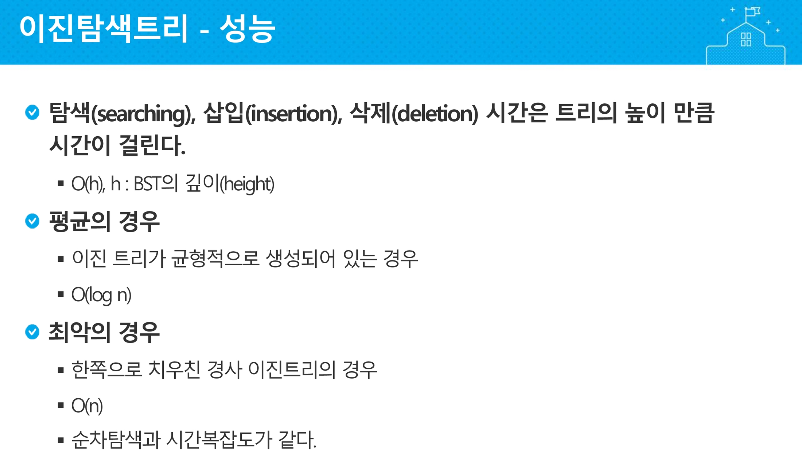 이진탐색트리 - 성능
탐색(searching), 삽입(insertion), 삭제(deletion) 시간은 트리의 높이 만큼
시간이 걸린다.
▪ O(h), h : BST의 깊이(height)
평균의 경우
▪ 이진 트리가 균형적으로 생성되어 있는 경우
▪ O(log n)
최악의 경우
▪ 한쪽으로 치우친 경사 이진트리의 경우
▪ O(n)
▪ 순차탐색과 시간복잡도가 같다.